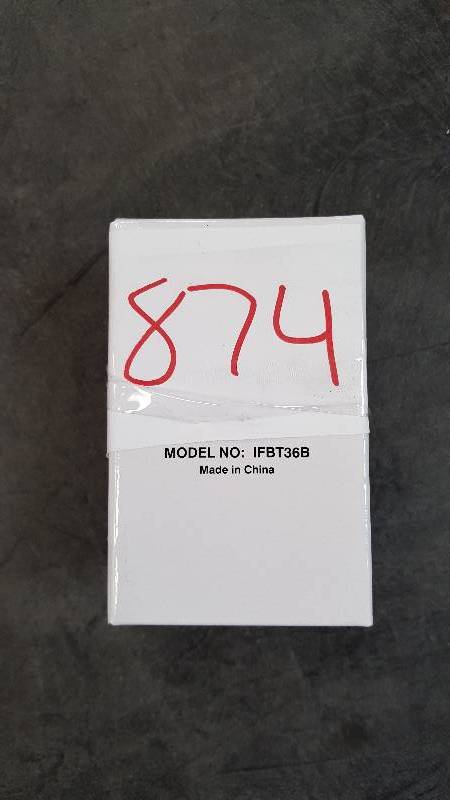 874
MODEL NO: IFBT36B
Made in China